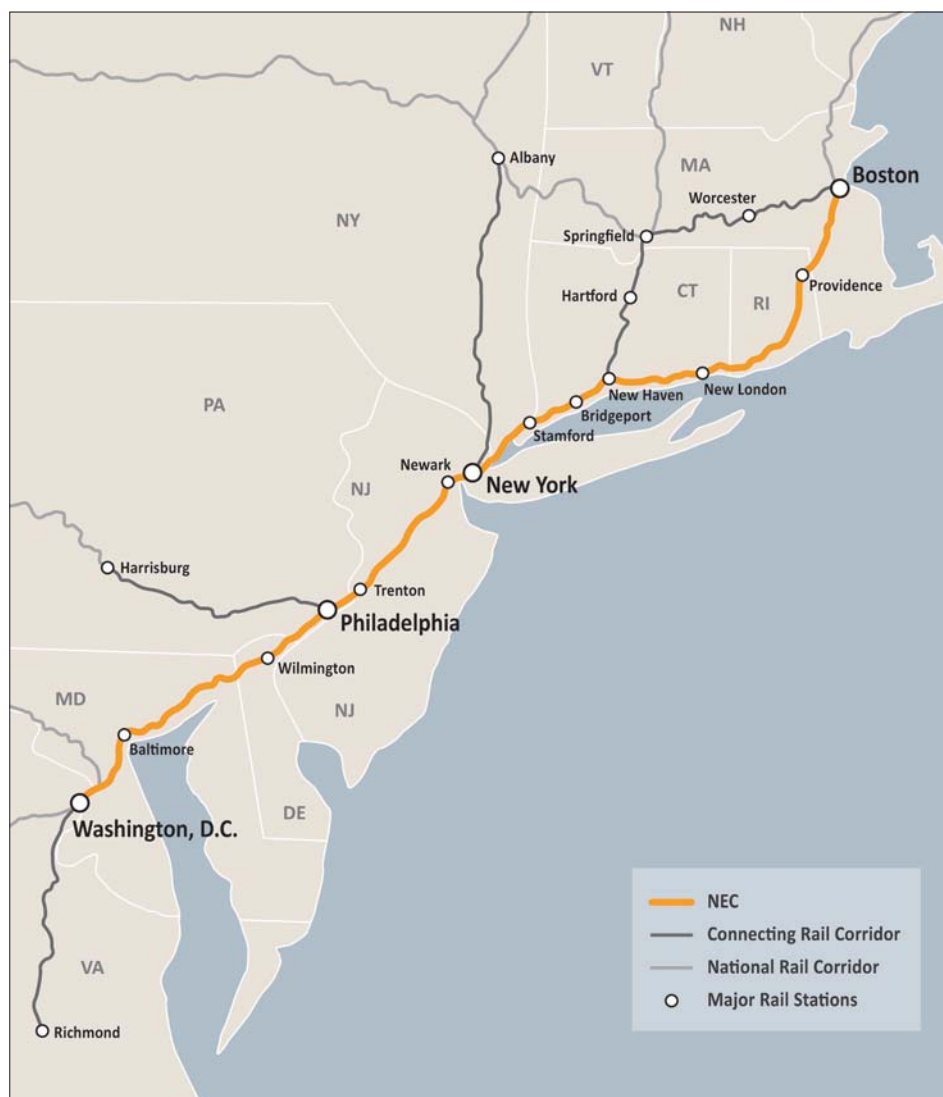 NH
VT
Albany
MA
Boston
Worcester
NY
Springfield
Providence
Hartford
CT
RI
New Haven
New London
PA
Bridgeport
Stamford
Newark
New York
NJ
Harrisburg
Trenton
Philadelphia
Wilmington
MD
NJ
Baltimore
DE
Washington, D.C.
NEC
Connecting Rail Corridor
National Rail Corridor
VA
Major Rail Stations
Richmond